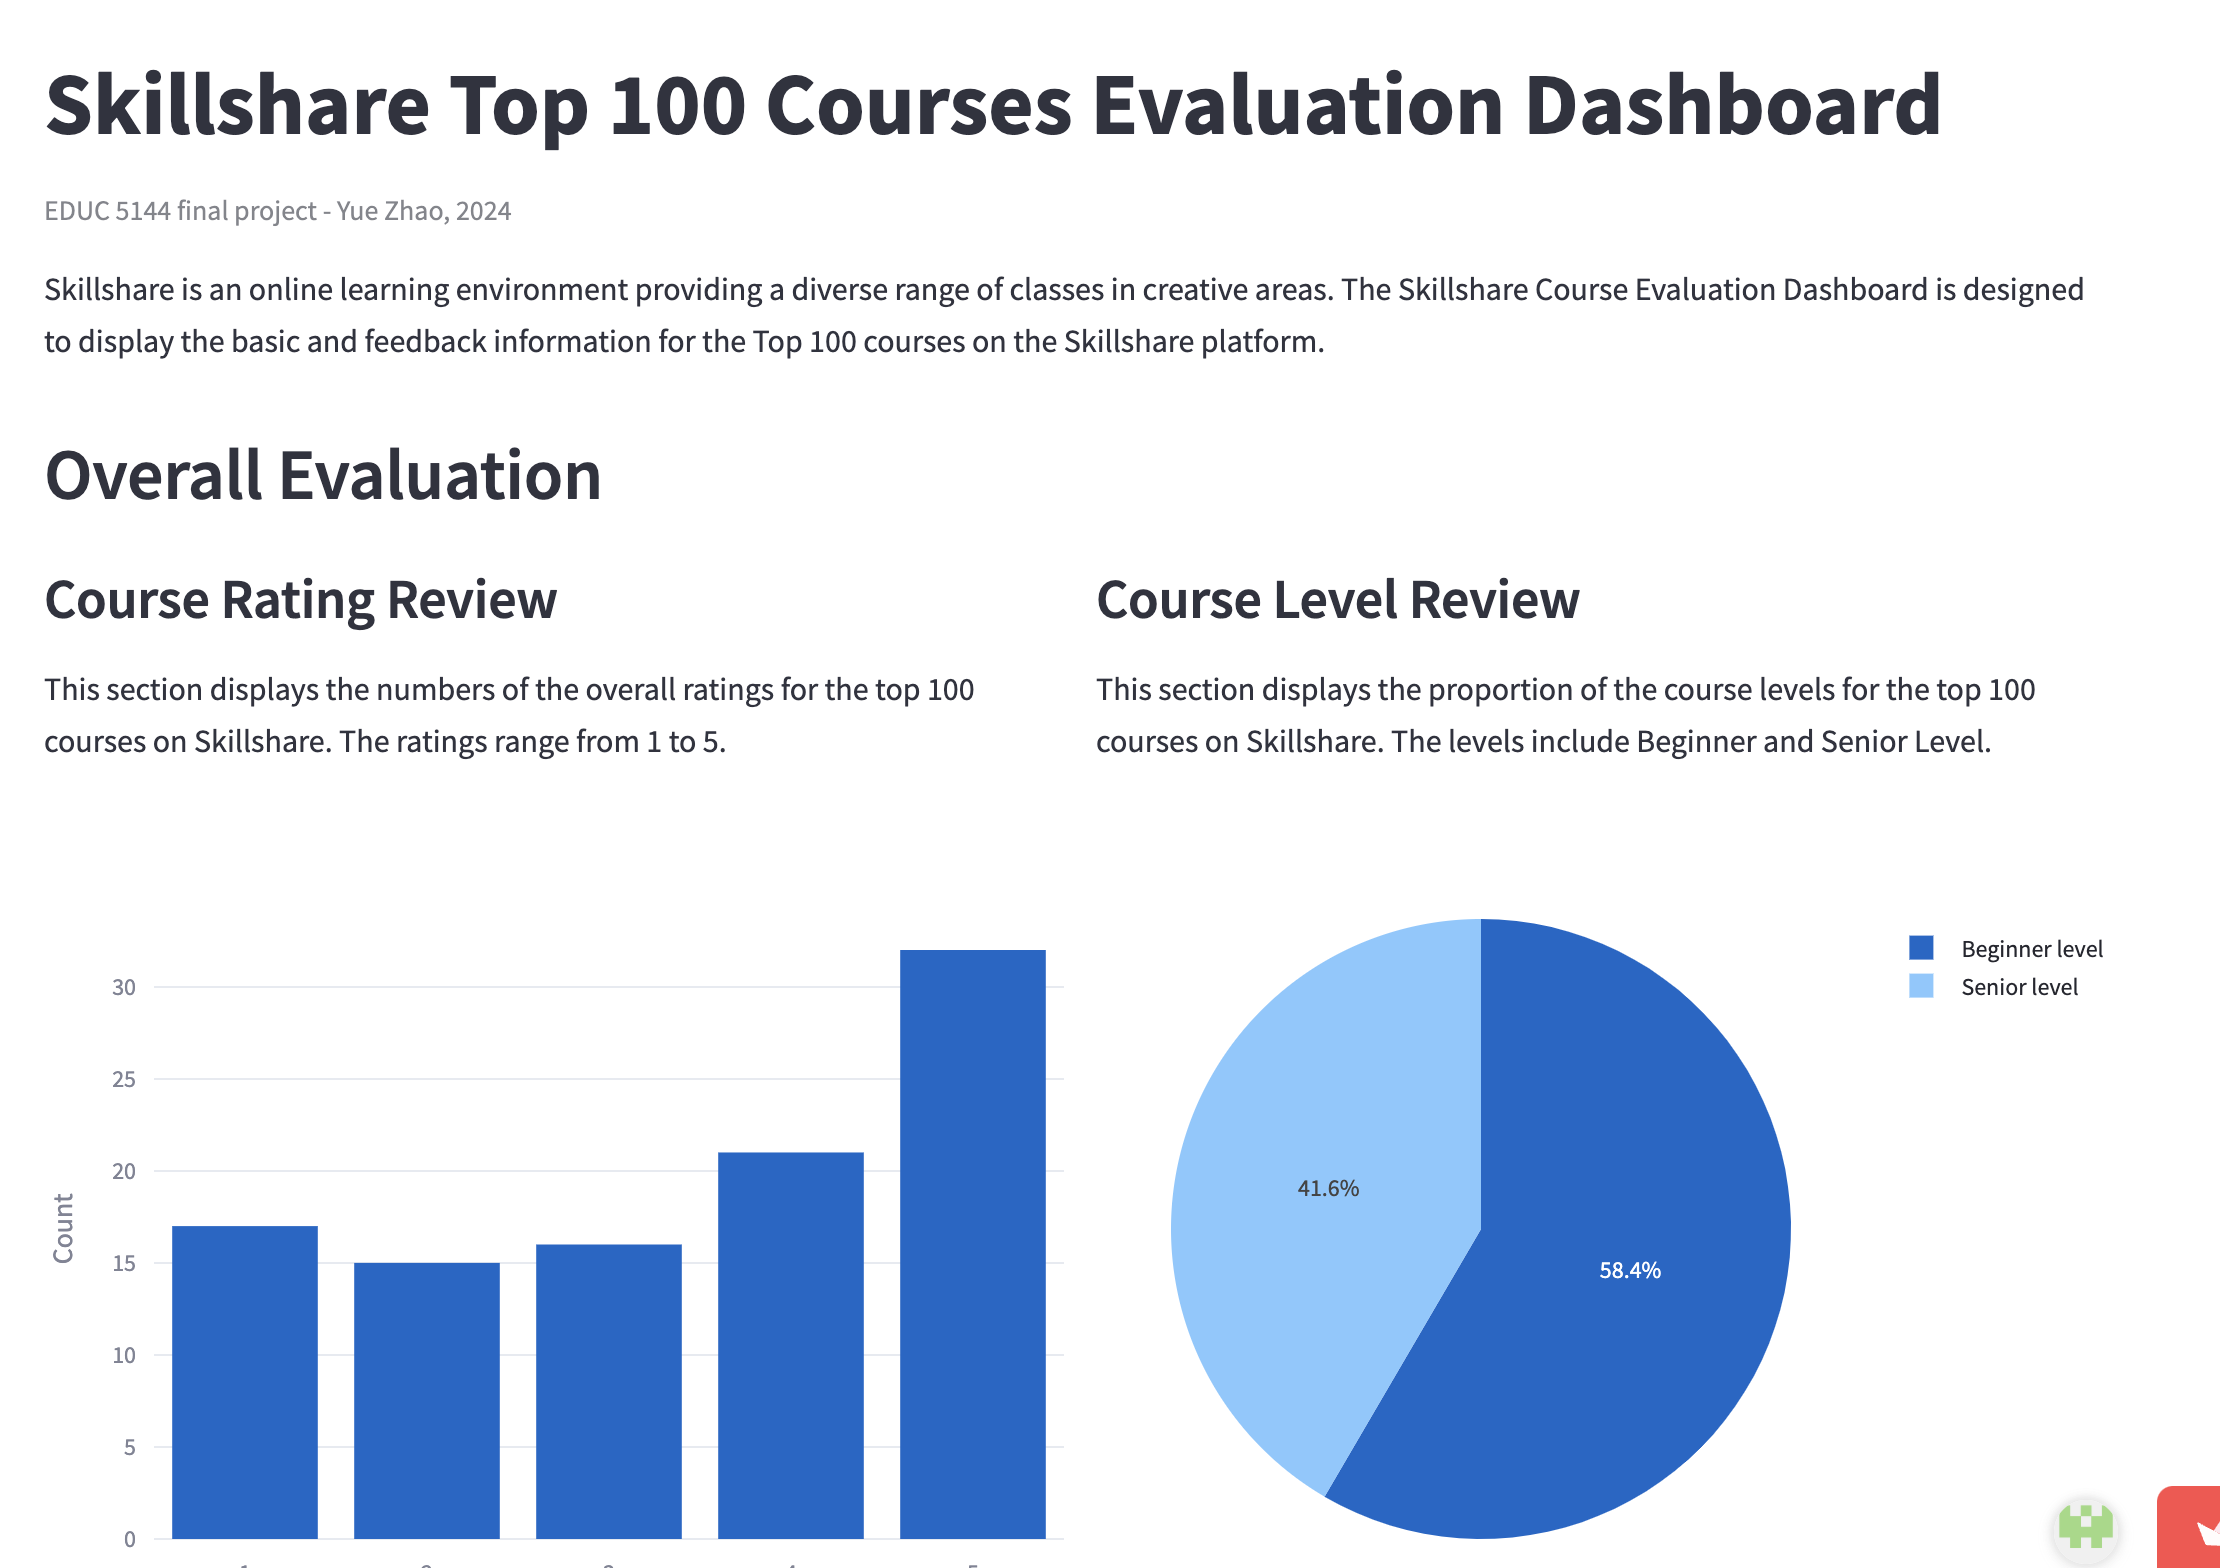 Skillshare Top 100 Courses Evaluation Dashboard
EDUC 5144 final project - Yue Zhao, 2024
Skillshare is an online learning environment providing a diverse range of classes in creative areas. The Skillshare Course Evaluation Dashboard is designed
to display the basic and feedback information for the Top 100 courses on the Skillshare platform.
Overall Evaluation
Course Rating Review
This section displays the numbers of the overall ratings for the top 100
courses on Skillshare. The ratings range from 1 to 5.
30
25
20
15
10
5
0
Count
Course Level Review
This section displays the proportion of the course levels for the top 100
courses on Skillshare. The levels include Beginner and Senior Level.
Beginner level
Senior level
41.6%
58.4%